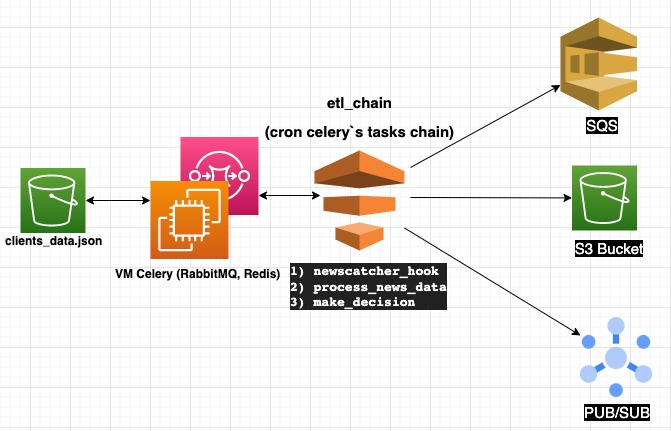 etl_chain
(cron celery`s tasks chain)
SQS
clients_data.json
VM Celery (RabbitMQ, Redis)
1) newscatcher_hook
2) process_news_data
3) make_decision
S3 Bucket
PUB/SUB